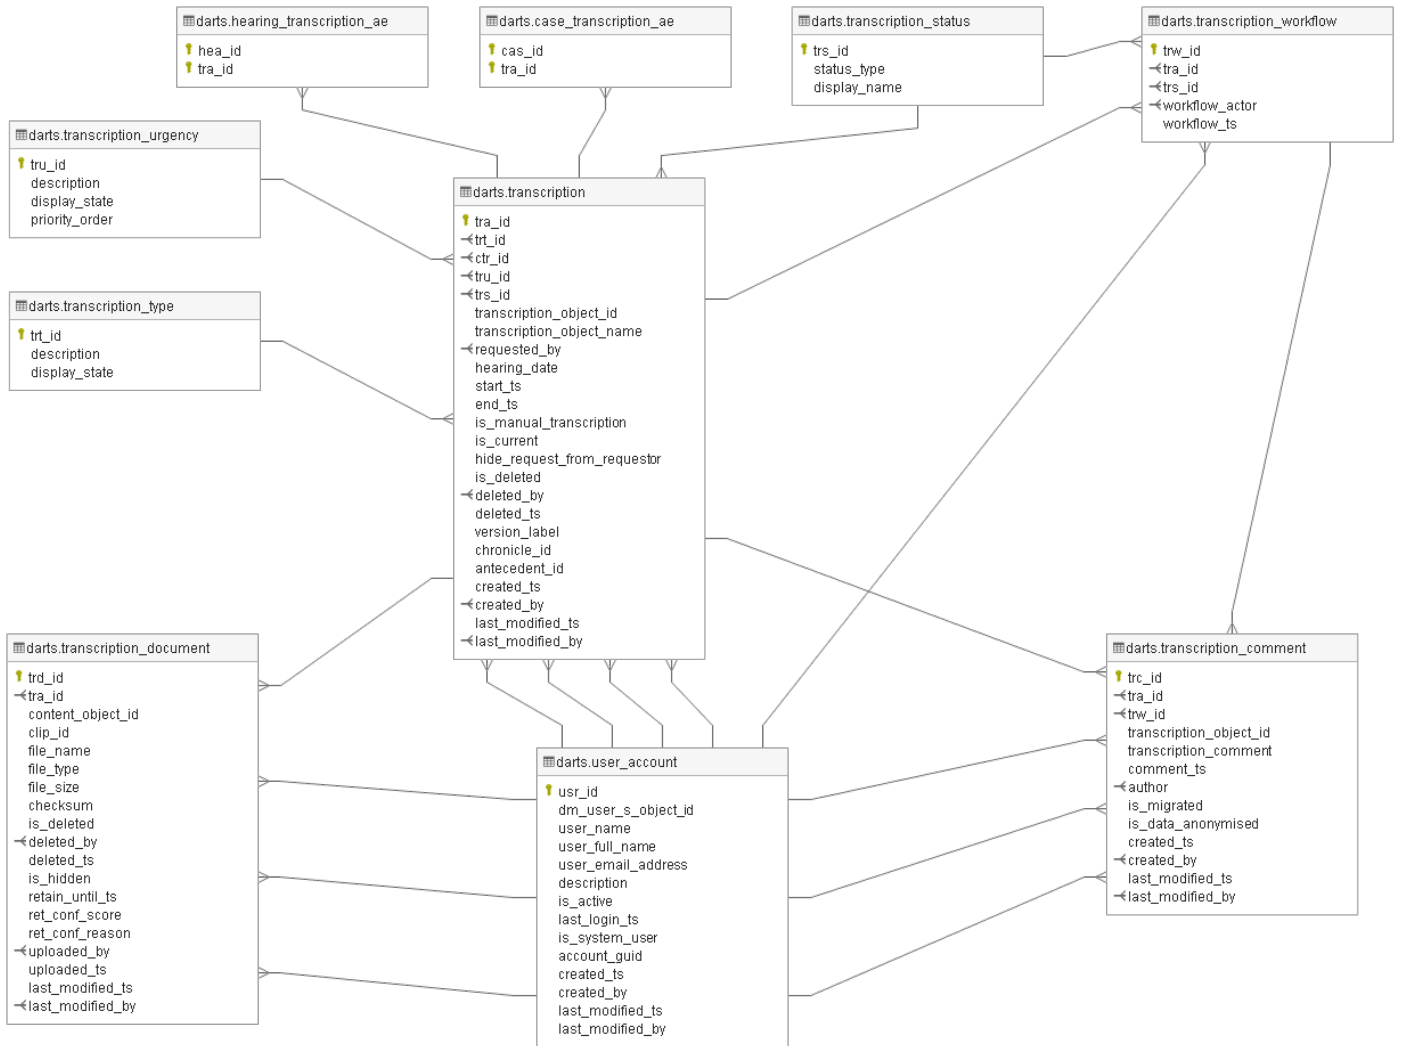 darts.hearing_transcription_ae
hea_id
tra_id
darts.case_transcription_ae
cas_id
tra_id
darts.transcription_status
trs_id
status_type
display_name
darts.transcription_workflow
trw_id
tra_id
trs_id
workflow_actor
workflow_ts
darts.transcription_urgency
tru_id
description
display_state
priority_order
darts.transcription_type
trt_id
description
display_state
darts.transcription
tra_id
trt_id
ctr_id
tru_id
trs_id
transcription_object_id
transcription_object_name
requested_by
hearing_date
start_ts
end_ts
is_manual_transcription
is_current
hide_request_from_requestor
is_deleted
deleted_by
deleted_ts
version_label
chronicle_id
antecedent_id
created_ts
created_by
last_modified_ts
last_modified_by
darts.transcription_document
trd_id
tra_id
content_object_id
clip_id
file_name
file_type
file_size
checksum
is_deleted
deleted_by
deleted_ts
is_hidden
retain_until_ts
ret_conf_score
ret_conf_reason
uploaded_by
uploaded_ts
last_modified_ts
last_modified_by
darts.user_account
usr_id
dm_user_s_object_id
user_name
user_full_name
user_email_address
description
is_active
last_login_ts
is_system_user
account_guid
created_ts
created_by
last_modified_ts
last_modified_by
darts.transcription_comment
trc_id
tra_id
trw_id
transcription_object_id
transcription_comment
comment_ts
author
is_migrated
is_data_anonymised
created_ts
created_by
last_modified_ts
last_modified_by